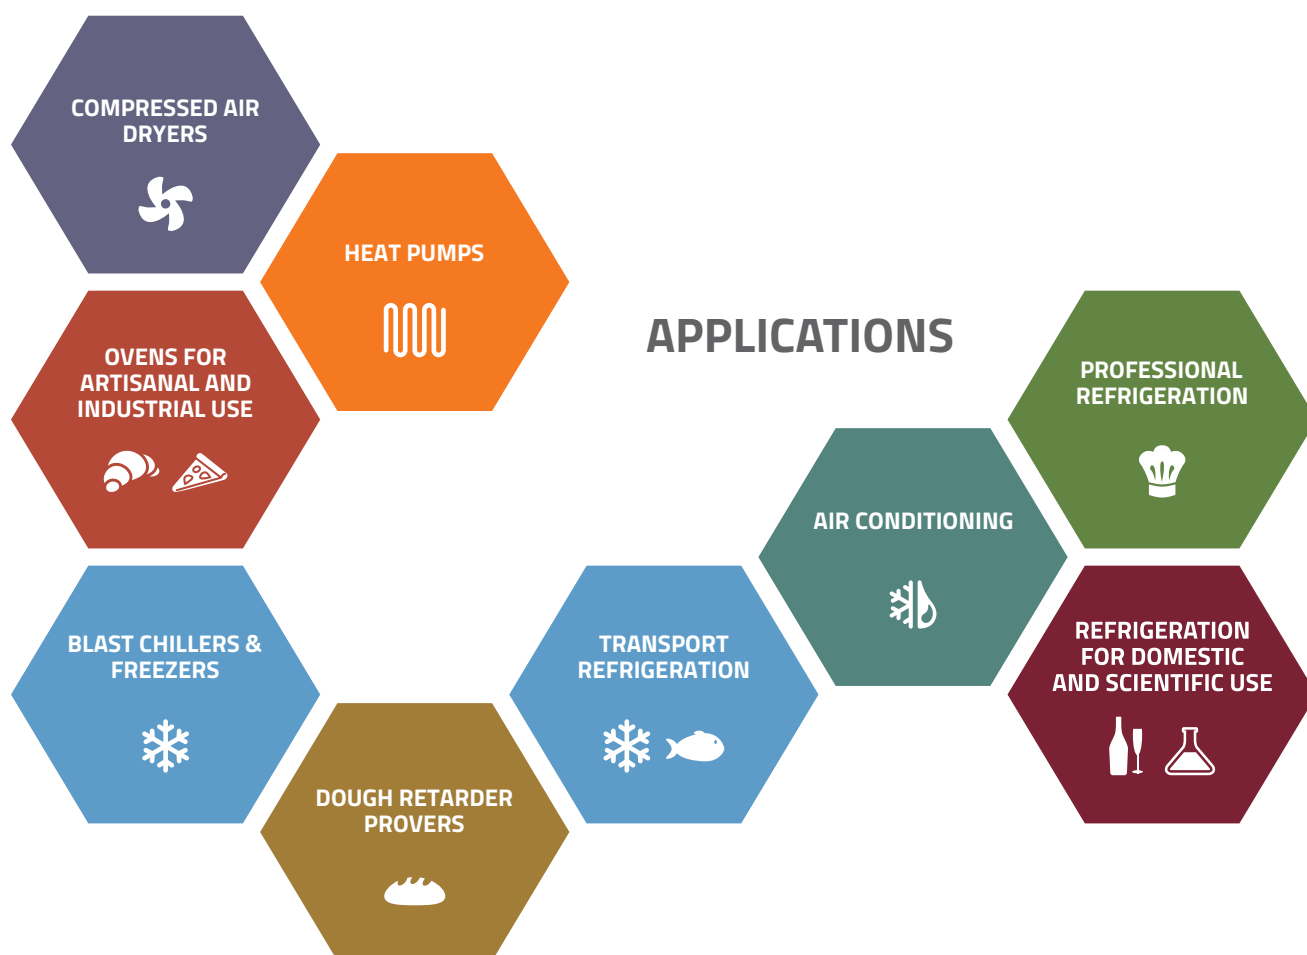 COMPRESSED AIR
DRYERS
HEAT PUMPS
APPLICATIONS
OVENS FOR
ARTISANAL AND
INDUSTRIAL USE
PROFESSIONAL
REFRIGERATION
AIR CONDITIONING
BLAST CHILLERS &
FREEZERS
TRANSPORT
REFRIGERATION
REFRIGERATION
FOR DOMESTIC
AND SCIENTIFIC USE
DOUGH RETARDER
PROVERS